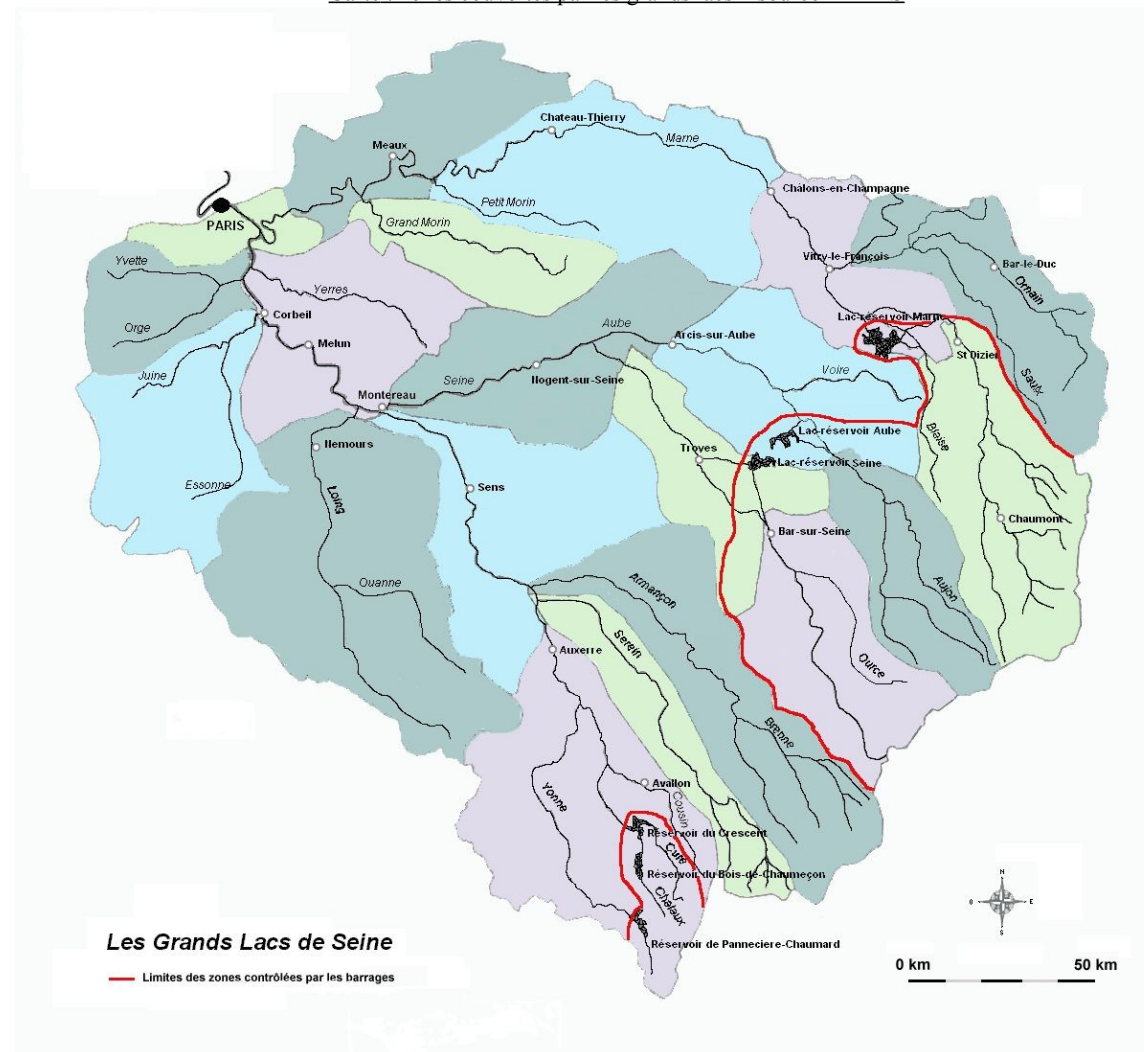 Chateau-Thierry
Marne
Meaux
Châlons-en-Champagne
Petit Morin
PARIS
Grand Morin
Yvette
Vitry-le-François
Bar-le-Duc
Ornain
Yerres
Corbeil
Orge
Lac-réservoir Marne
Aube
Arcis-sur-Aube
Melun
St Dizier
Juine
Voire
Seine
Nogent-sur-Seine
Saulx
Montereau
Lac-réservoir Aube
Blaise
Nemours
Troyes
Lac-réservoir Seine
Essonne
Sens
Loing
Chaumont
Bar-sur-Seine
Ouanne
Armançon
Aujon
Serein
Auxerre
Ource
Brenne
Yonne
Avallon
Cousin
Réservoir du Crescent
Cure
Réservoir du Bois-de-Chaumeçon
Chalaux
N
O
E
S
Les Grands Lacs de Seine
Réservoir de Panneciere-Chaumard
Limites des zones contrôlées par les barrages
0 km
50 km